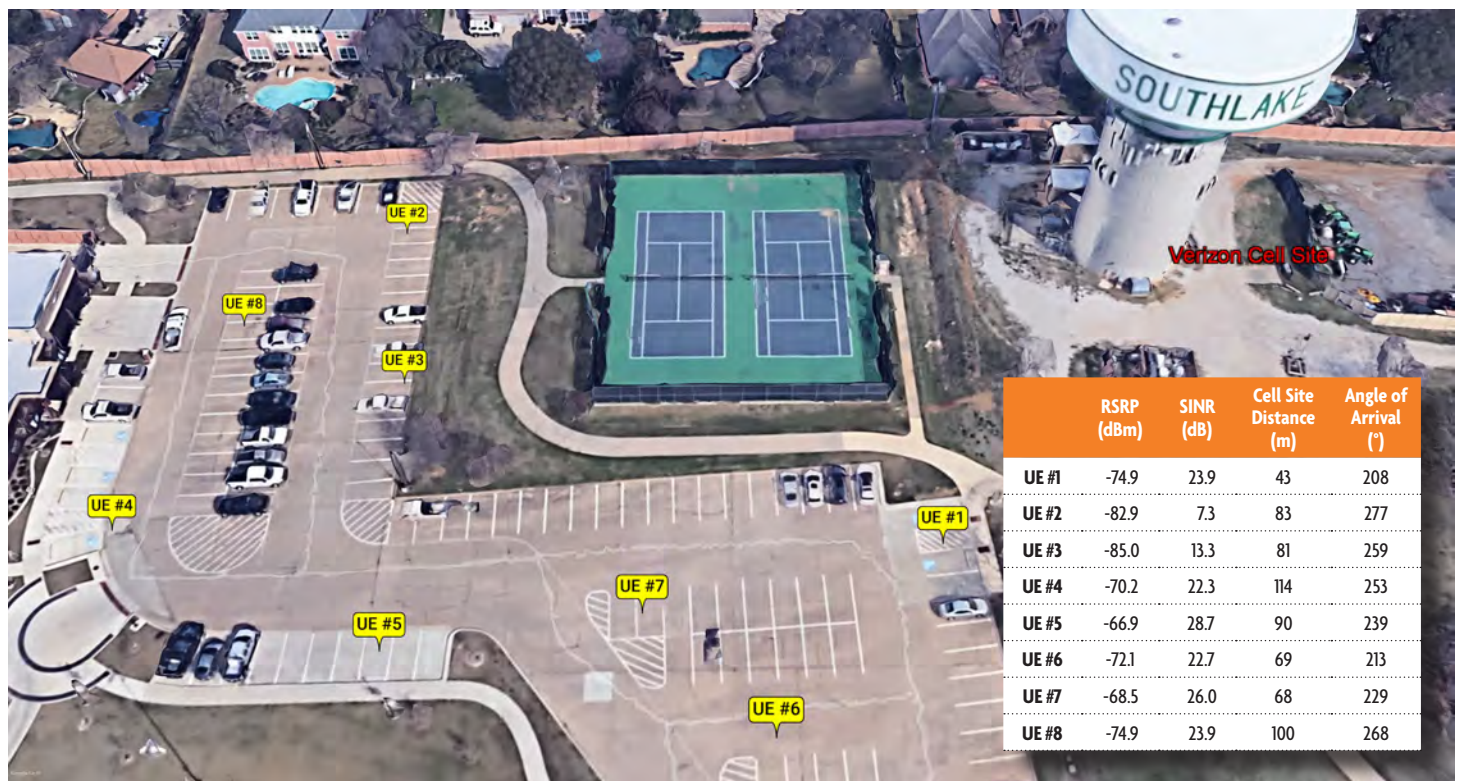 SOUTHLAKE
UE #2
Verizon Cell Site
UE #8
UE #3
UE #4
UE #1
UE #7
UE #5
UE #6
RSRP (dBm) SINR (dB) Cell Site Distance (m) Angle of Arrival (°)
UE #1 -74.9 23.9 43 208
UE #2 -82.9 7.3 83 277
UE #3 -85.0 13.3 81 259
UE #4 -70.2 22.3 114 253
UE #5 -66.9 28.7 90 239
UE #6 -72.1 22.7 69 213
UE #7 -68.5 26.0 68 229
UE #8 -74.9 23.9 100 268